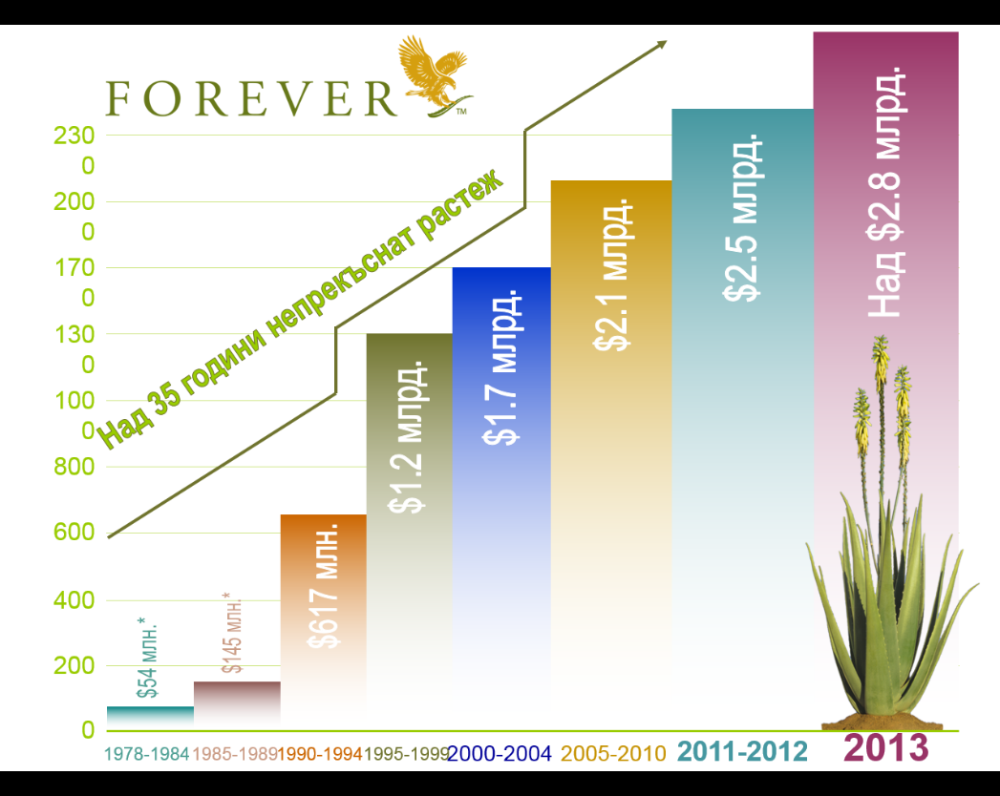 FOREVER
TM
230
0
200
0
170
0
130
0
100
0
800
600
400
200
0
Над 35 години непрекъснат растеж
$54 млн.*
$145 млн.*
$617 млн.
$1.2 млрд.
$1.7 млрд.
$2.1 млрд.
$2.5 млрд.
Над $2.8 млрд.
1978-1984 1985-1989 1990-1994 1995-1999 2000-2004 2005-2010 2011-2012 2013